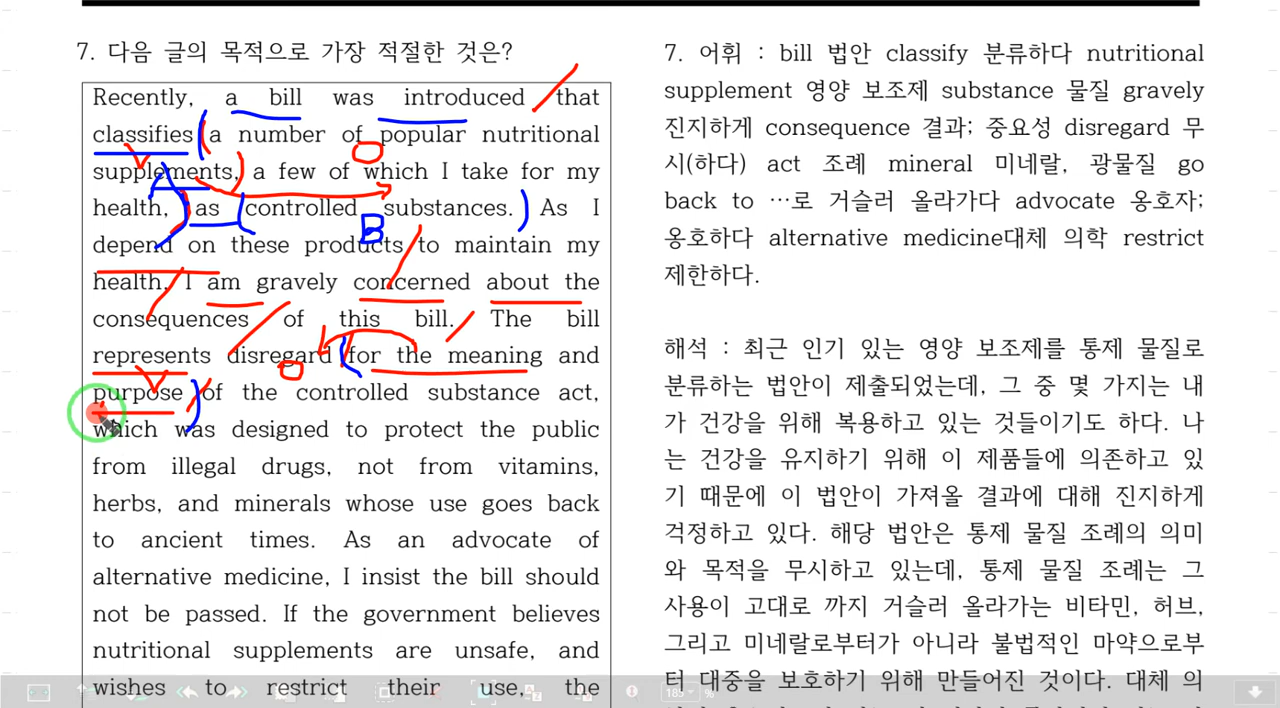 7. 다음 글의 목적으로 가장 적절한 것은?
Recently, a bill was introduced that
classifies a number of popular nutritional
supplements, a few of which I take for my
health, as controlled substances. As I
B
depend on these products to maintain my
health, I am gravely concerned about the
consequences of this bill. The bill
represents disregard for the meaning and
purpose of the controlled substance act,
which was designed to protect the public
from illegal drugs, not from vitamins,
herbs, and minerals whose use goes back
to ancient times. As an advocate of
alternative medicine, I insist the bill should
not be passed. If the government believes
nutritional supplements are unsafe, and
wishes to restrict their use, the
7. 어휘 : bill 법안 classify 분류하다 nutritional
supplement 영양 보조제 substance 물질 gravely
진지하게 consequence 결과; 중요성 disregard 무
시(하다) act 조례 mineral 미네랄, 광물질 go
back to …로 거슬러 올라가다 advocate 옹호자;
옹호하다 alternative medicine대체 의학 restrict
제한하다.
해석 : 최근 인기 있는 영양 보조제를 통제 물질로
분류하는 법안이 제출되었는데, 그 중 몇 가지는 내
가 건강을 위해 복용하고 있는 것들이기도 하다. 나
는 건강을 유지하기 위해 이 제품들에 의존하고 있
기 때문에 이 법안이 가져올 결과에 대해 진지하게
걱정하고 있다. 해당 법안은 통제 물질 조례의 의미
와 목적을 무시하고 있는데, 통제 물질 조례는 그
사용이 고대로 까지 거슬러 올라가는 비타민, 허브,
그리고 미네랄로부터가 아니라 불법적인 마약으로부
터 대중을 보호하기 위해 만들어진 것이다. 대체 의